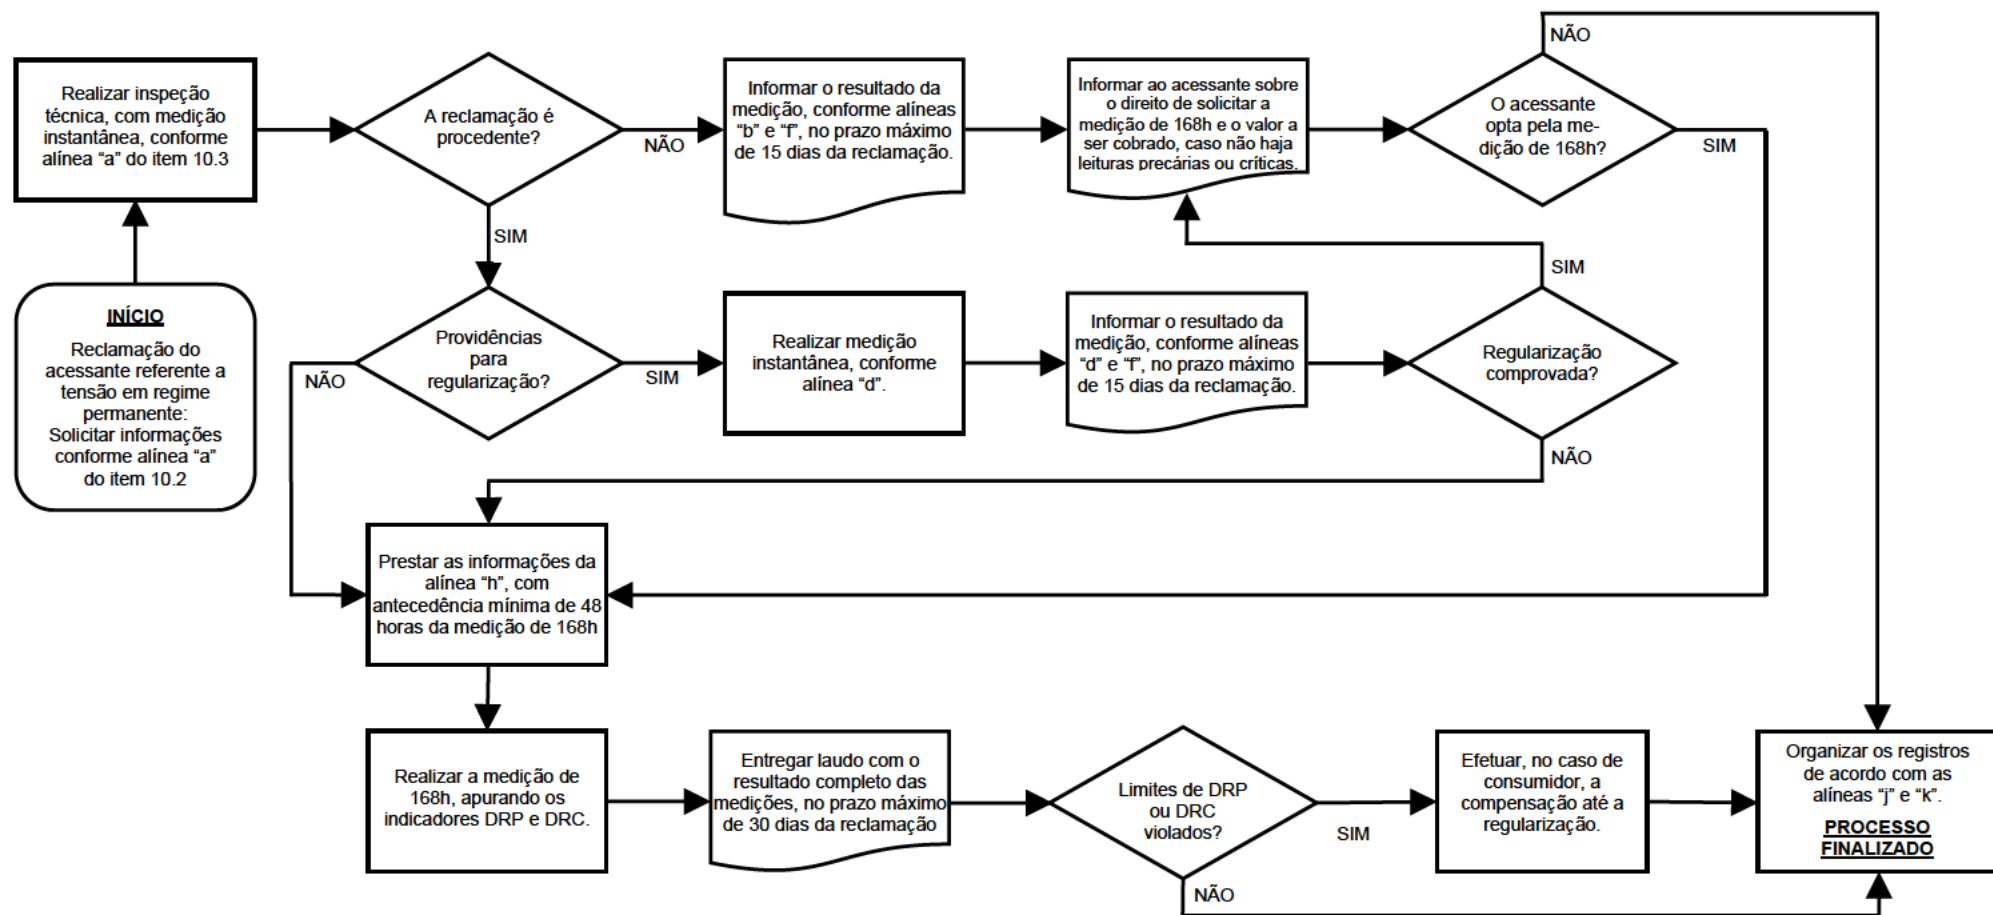 Realizar inspeção
técnica, com medição
instantânea, conforme
alínea “a” do item 10.3
A reclamação é
procedente?
NÃO
SIM
Informar o resultado da
medição, conforme alíneas
“b” e “f”, no prazo máximo
de 15 dias da reclamação.
Informar ao acessante sobre
o direito de solicitar a
medição de 168h e o valor a
ser cobrado, caso não haja
leituras precárias ou críticas.
NÃO
O acessante
opta pela me-
dição de 168h?
SIM
INÍCIO
Reclamação do
acessante referente a
tensão em regime
permanente:
Solicitar informações
conforme alínea “a”
do item 10.2
Providências
para
regularização?
NÃO
SIM
Realizar medição
instantânea, conforme
alínea “d”.
Informar o resultado da
medição, conforme alíneas
“d” e “f”, no prazo máximo
de 15 dias da reclamação.
SIM
Regularização
comprovada?
NÃO
Prestar as informações da
alínea “h”, com
antecedência mínima de 48
horas da medição de 168h
Realizar a medição de
168h, apurando os
indicadores DRP e DRC.
Entregar laudo com o
resultado completo das
medições, no prazo máximo
de 30 dias da reclamação
Limites de DRP
ou DRC
violados?
SIM
NÃO
Efetuar, no caso de
consumidor, a
compensação até a
regularização.
Organizar os registros
de acordo com as
alíneas “j” e “k”.
PROCESSO
FINALIZADO